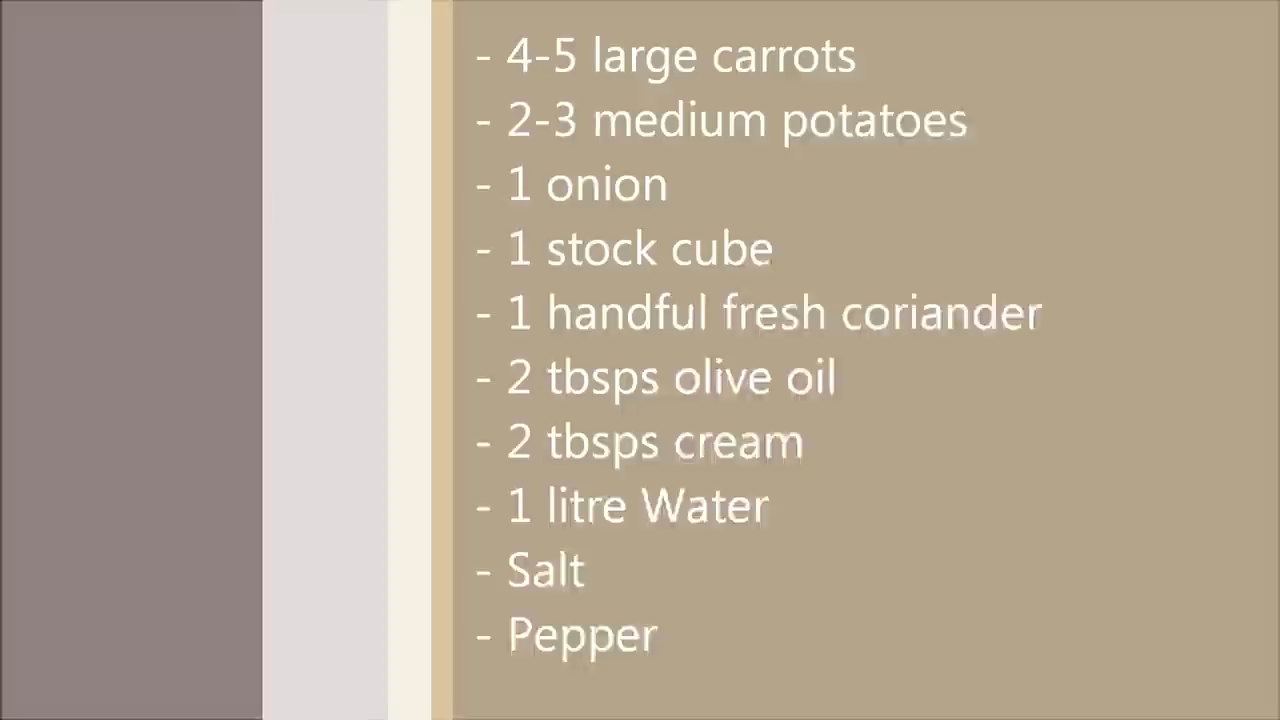 - 4-5 large carrots
- 2-3 medium potatoes
- 1 onion
- 1 stock cube
- 1 handful fresh coriander
- 2 tbsps olive oil
- 2 tbsps cream
- 1 litre Water
- Salt
- Pepper